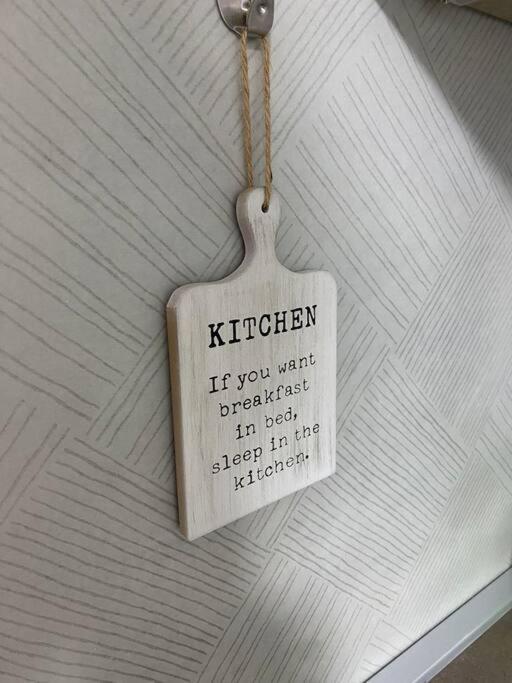 KITCHEN
If you want
breakfast
in bed,
sleep in the
kitchen.